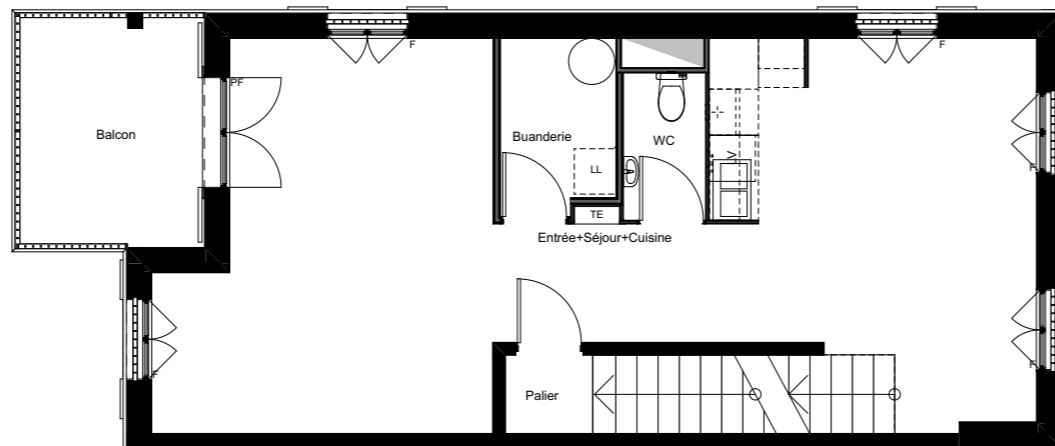 F
F
PF
Balcon
Buanderie
WC
LL
V
F
TE
Entrée+Séjour+Cuisine
F
F
Palier